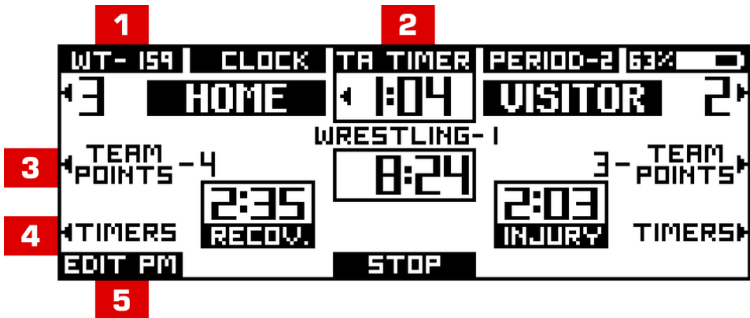 1 2
WT- 159 CLOCK TA TIMER PERIOD-2 63%
3 HOME 1:04 VISITOR 2
WRESTLING-1
3 TEAM POINTS -4 8:24 3- TEAM POINTS
2:35 2:03
4 TIMERS RECOV. INJURY TIMERS
EDIT PM STOP
5